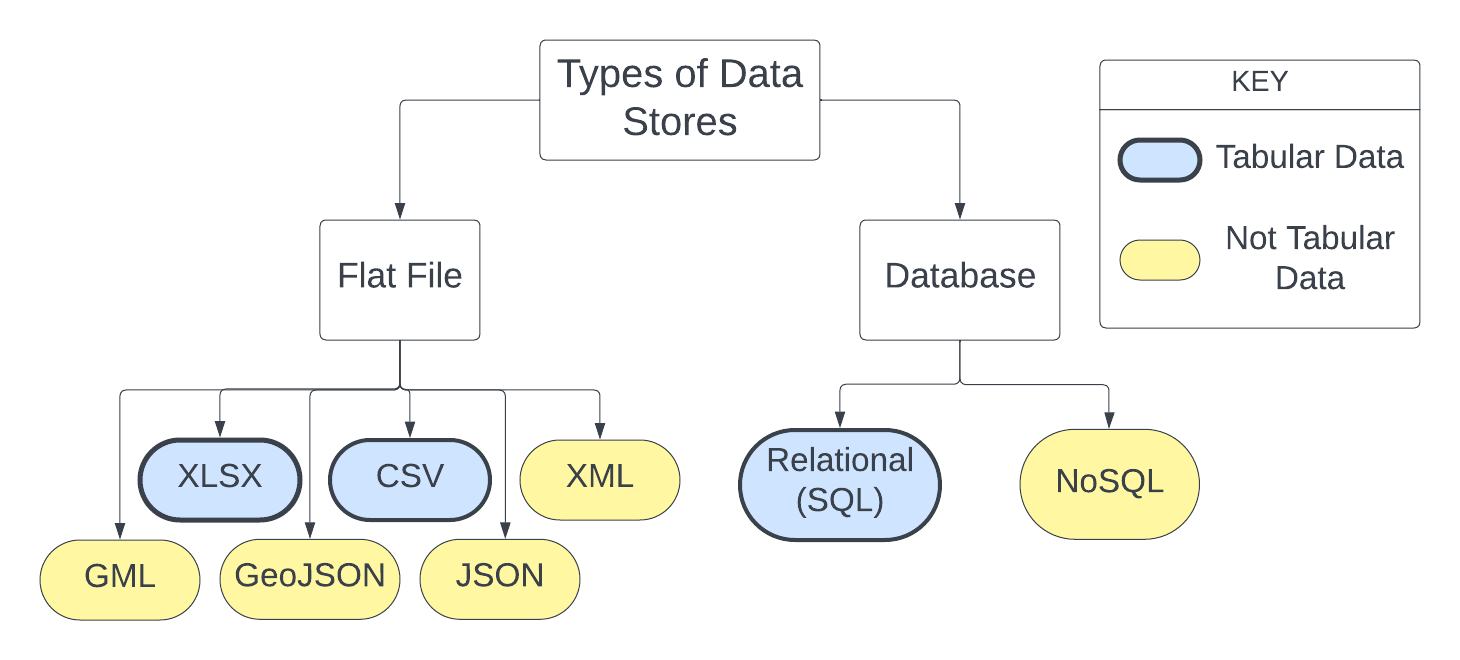 Types of Data
Stores
KEY
Tabular Data
Not Tabular
Data
Flat File
Database
XLSX
CSV
XML
Relational
(SQL)
NoSQL
GML
GeoJSON
JSON